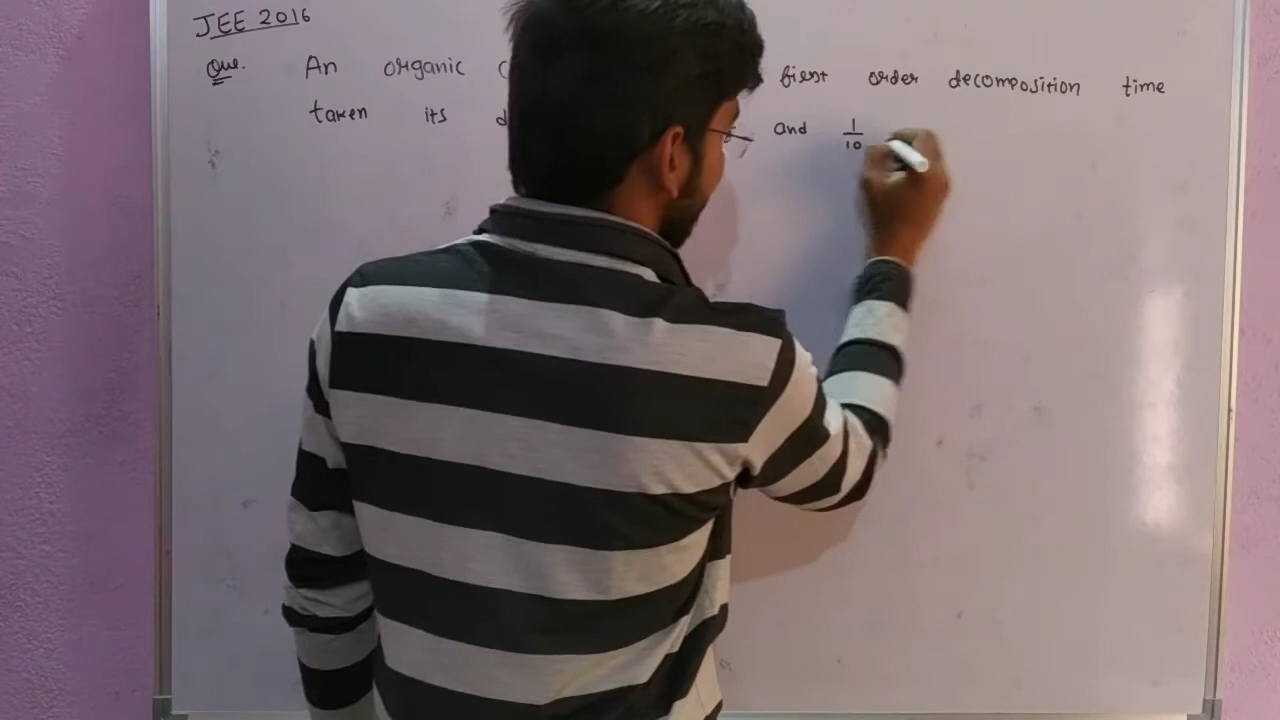 JEE 2016
Que. An organic first order decomposition time
taken its and 1/10